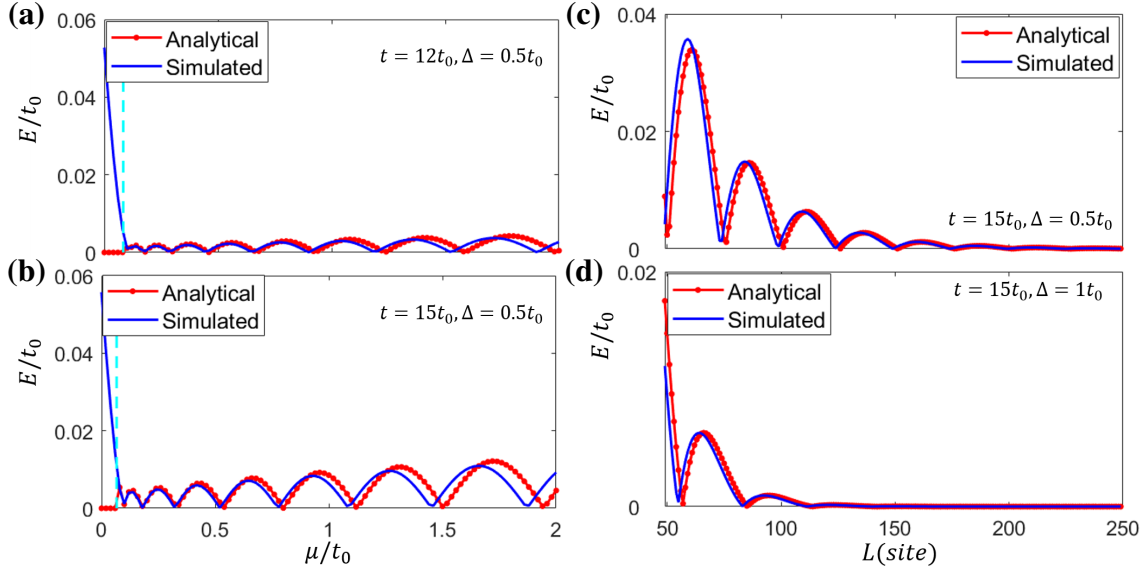 (a)
0.06
Analytical
Simulated
t = 12t₀, Δ = 0.5t₀
0.04
E/t₀
0.02
0
(b)
0.06
Analytical
Simulated
t = 15t₀, Δ = 0.5t₀
0.04
E/t₀
0.02
0
0 0.5 1 1.5 2
μ/t₀
(c)
0.04
Analytical
Simulated
E/t₀
0.02
t = 15t₀, Δ = 0.5t₀
0
(d)
0.02
Analytical
Simulated
t = 15t₀, Δ = 1t₀
E/t₀
0
50 100 150 200 250
L(site)